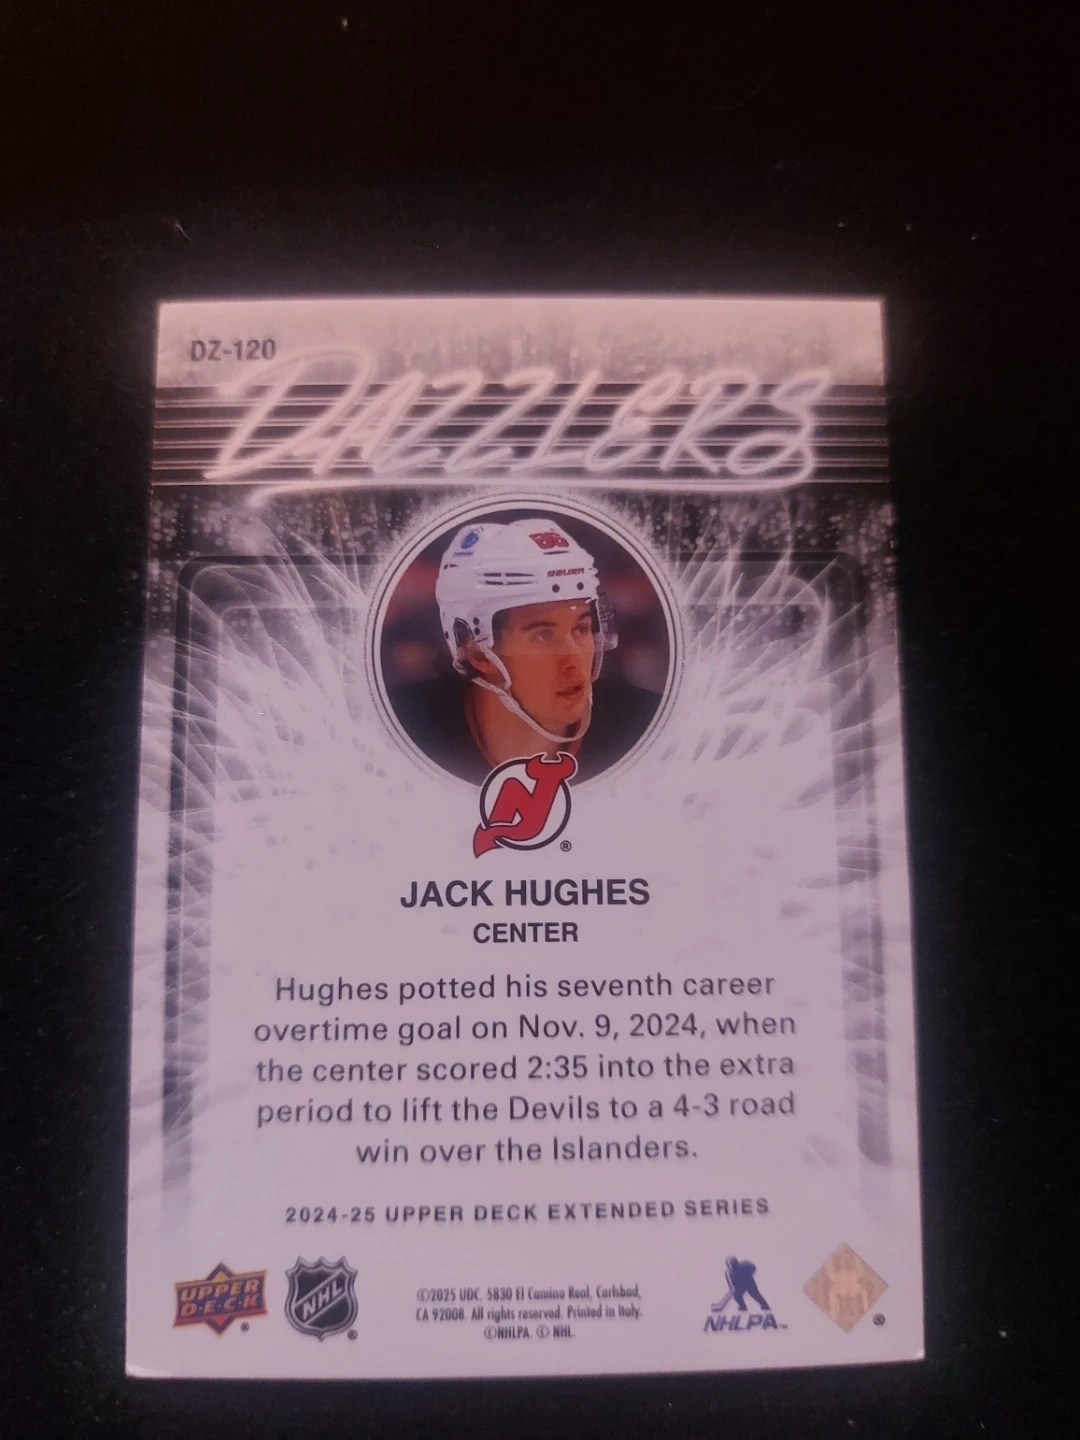 DZ-120
DAZZLERS
86
BAUER
JACK HUGHES
CENTER
Hughes potted his seventh career
overtime goal on Nov. 9, 2024, when
the center scored 2:35 into the extra
period to lift the Devils to a 4-3 road
win over the Islanders.
2024-25 UPPER DECK EXTENDED SERIES
UPPER
D·E·C·K ®
NHL ®
©2025 UDC. 5830 El Camino Real, Carlsbad,
CA 92008. All rights reserved. Printed in Italy.
©NHLPA. © NHL.
NHLPA™